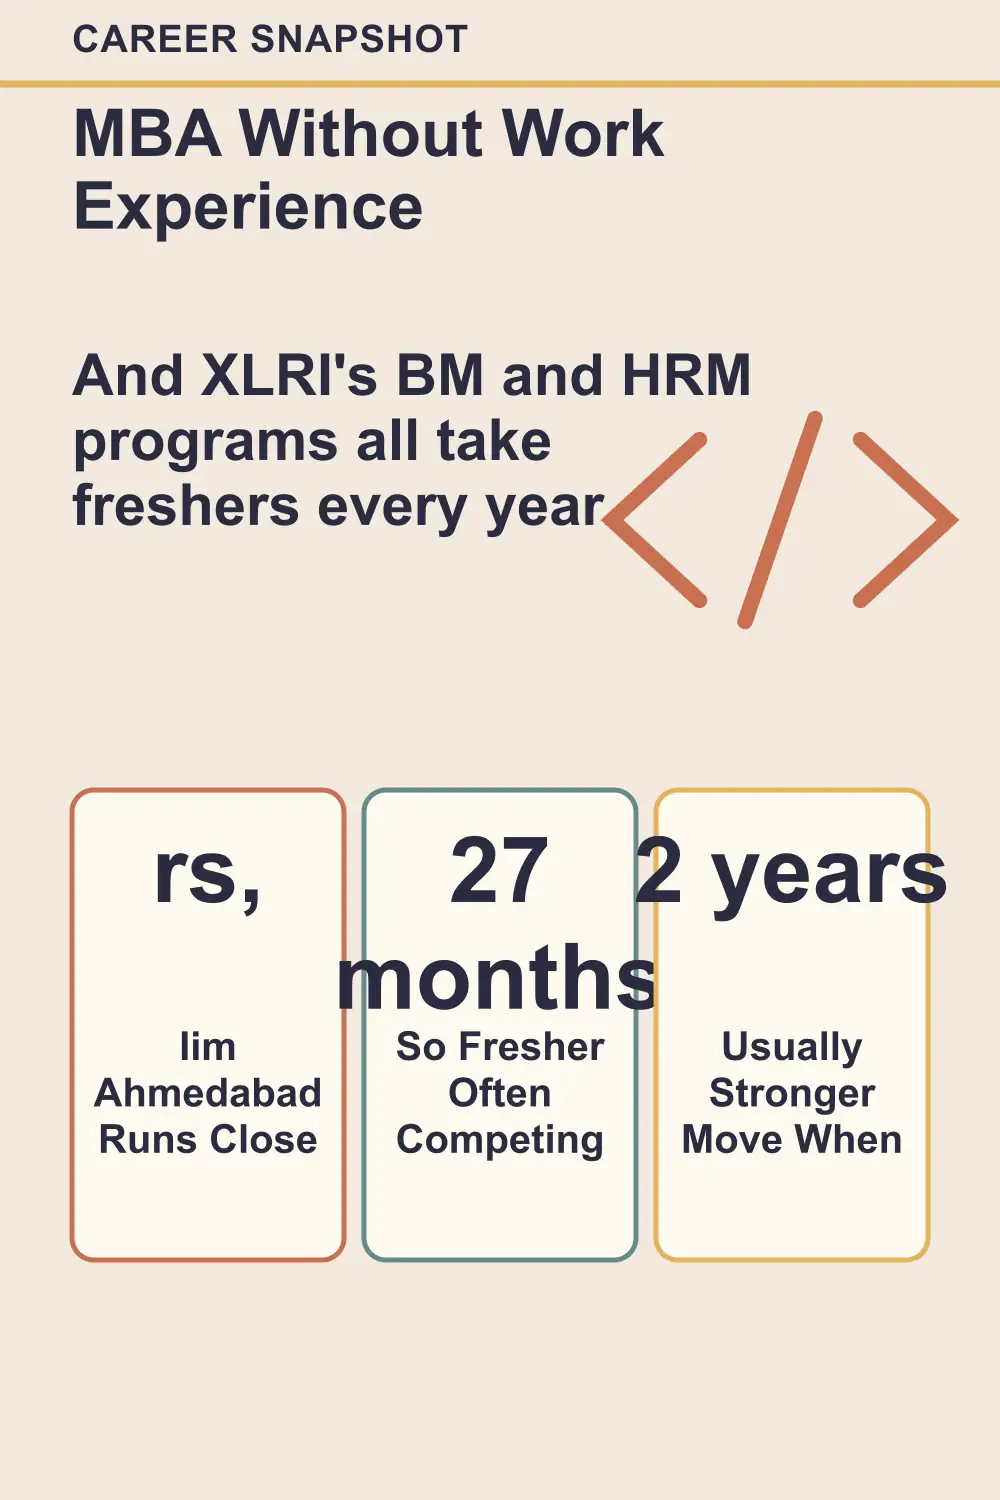 CAREER SNAPSHOT
MBA Without Work
Experience
And XLRI's BM and HRM
programs all take
freshers every year
rs,
Iim
Ahmedabad
Runs Close
27
months
So Fresher
Often
Competing
2 years
Usually
Stronger
Move When